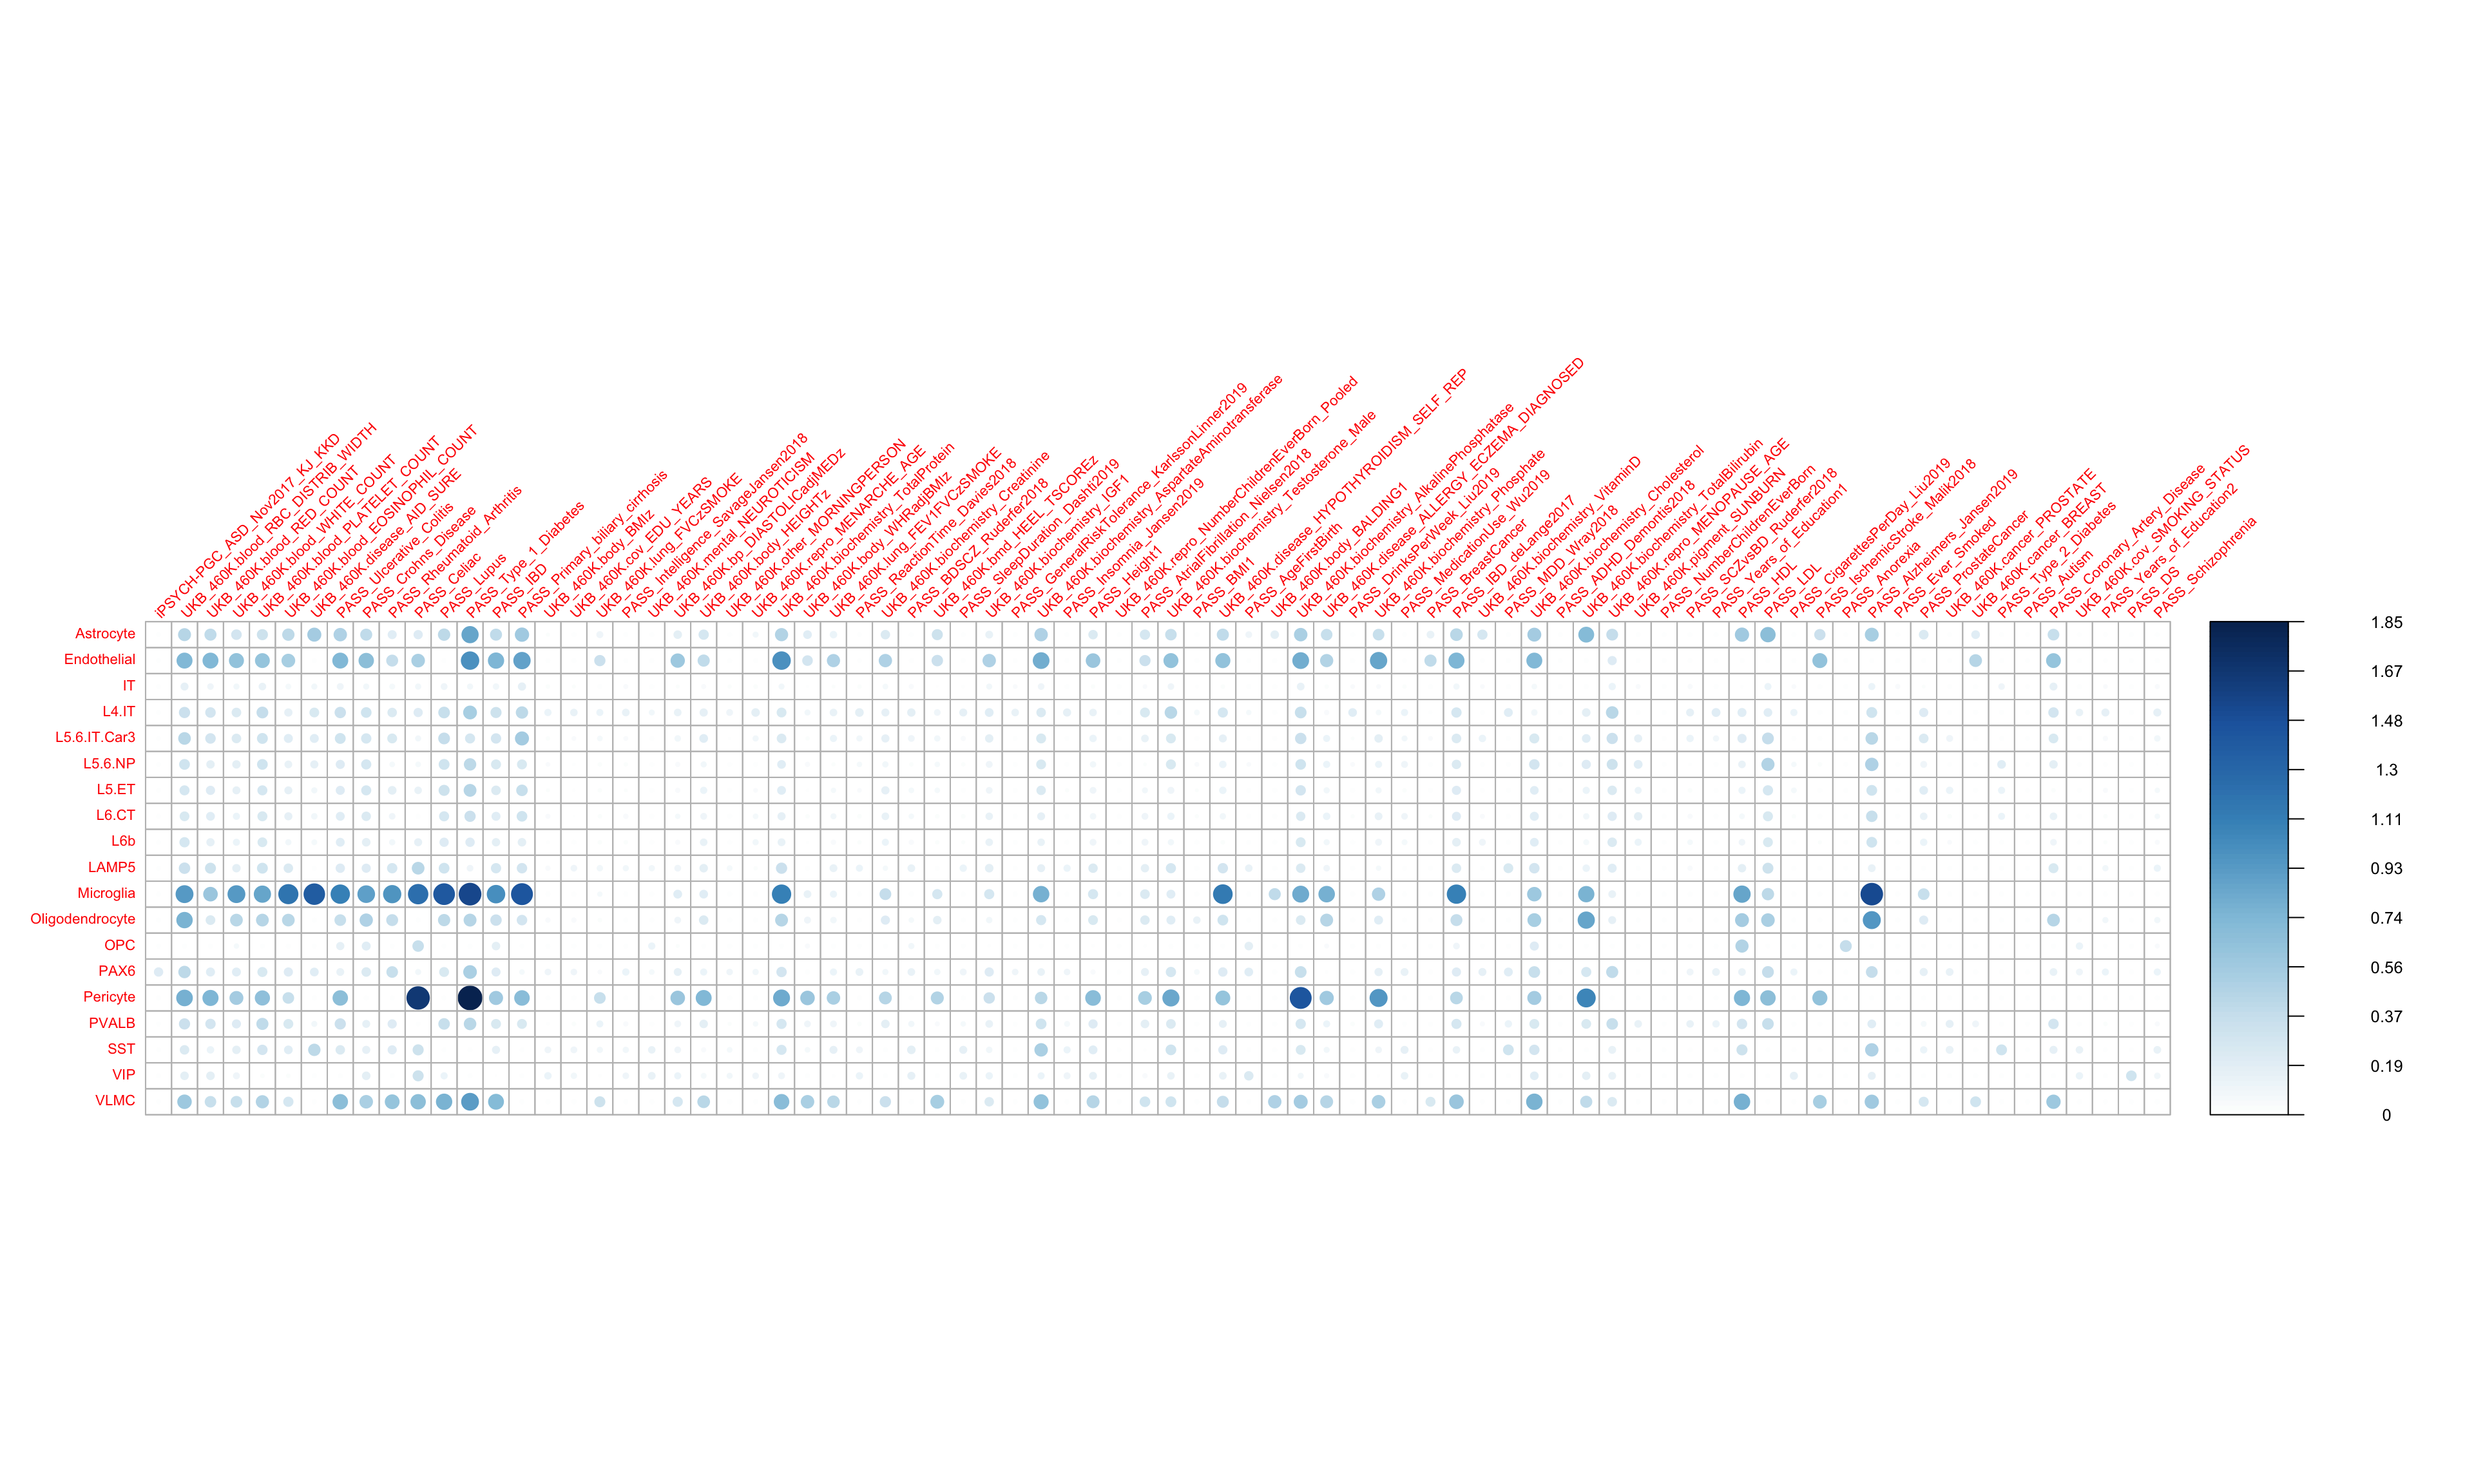 iPSYCH-PGC_ASD_Nov2017_KJ_KKD
UKB_460K.blood_RBC_DISTRIB_WIDTH
UKB_460K.blood_RED_COUNT
UKB_460K.blood_WHITE_COUNT
UKB_460K.blood_PLATELET_COUNT
UKB_460K.blood_EOSINOPHIL_COUNT
UKB_460K.disease_AID_SURE
PASS_Ulcerative_Colitis
PASS_Crohns_Disease
PASS_Rheumatoid_Arthritis
PASS_Celiac
PASS_Lupus
PASS_Type_1_Diabetes
PASS_IBD
PASS_Primary_biliary_cirrhosis
UKB_460K.body_BMIz
UKB_460K.cov_EDU_YEARS
UKB_460K.lung_FVCzSMOKE
PASS_Intelligence_SavageJansen2018
UKB_460K.mental_NEUROTICISM
UKB_460K.bp_DIASTOLICadjMEDz
UKB_460K.body_HEIGHTz
UKB_460K.other_MORNINGPERSON
UKB_460K.repro_MENARCHE_AGE
UKB_460K.biochemistry_TotalProtein
UKB_460K.body_WHRadjBMIz
UKB_460K.lung_FEV1FVCzSMOKE
PASS_ReactionTime_Davies2018
UKB_460K.biochemistry_Creatinine
PASS_BDSCZ_Ruderfer2018
UKB_460K.bmd_HEEL_TSCOREz
PASS_SleepDuration_Dashti2019
UKB_460K.biochemistry_IGF1
PASS_GeneralRiskTolerance_KarlssonLinner2019
UKB_460K.biochemistry_AspartateAminotransferase
PASS_Insomnia_Jansen2019
PASS_Height1
UKB_460K.repro_NumberChildrenEverBorn_Pooled
PASS_AtrialFibrillation_Nielsen2018
UKB_460K.biochemistry_Testosterone_Male
PASS_BMI1
UKB_460K.disease_HYPOTHYROIDISM_SELF_REP
PASS_AgeFirstBirth
UKB_460K.body_BALDING1
UKB_460K.biochemistry_AlkalinePhosphatase
UKB_460K.disease_ALLERGY_ECZEMA_DIAGNOSED
PASS_DrinksPerWeek_Liu2019
UKB_460K.biochemistry_Phosphate
PASS_MedicationUse_Wu2019
PASS_BreastCancer
PASS_IBD_deLange2017
UKB_460K.biochemistry_VitaminD
PASS_MDD_Wray2018
UKB_460K.biochemistry_Cholesterol
PASS_ADHD_Demontis2018
UKB_460K.biochemistry_TotalBilirubin
UKB_460K.repro_MENOPAUSE_AGE
UKB_460K.pigment_SUNBURN
PASS_NumberChildrenEverBorn
PASS_SCZvsBD_Ruderfer2018
PASS_Years_of_Education1
PASS_HDL
PASS_LDL
PASS_CigarettesPerDay_Liu2019
PASS_IschemicStroke_Malik2018
PASS_Anorexia
PASS_Alzheimers_Jansen2019
PASS_Ever_Smoked
PASS_ProstateCancer
UKB_460K.cancer_PROSTATE
UKB_460K.cancer_BREAST
PASS_Type_2_Diabetes
PASS_Autism
PASS_Coronary_Artery_Disease
UKB_460K.cov_SMOKING_STATUS
PASS_Years_of_Education2
PASS_DS
PASS_Schizophrenia
Astrocyte
Endothelial
IT
L4.IT
L5.6.IT.Car3
L5.6.NP
L5.ET
L6.CT
L6b
LAMP5
Microglia
Oligodendrocyte
OPC
PAX6
Pericyte
PVALB
SST
VIP
VLMC
1.85
1.67
1.48
1.3
1.11
0.93
0.74
0.56
0.37
0.19
0